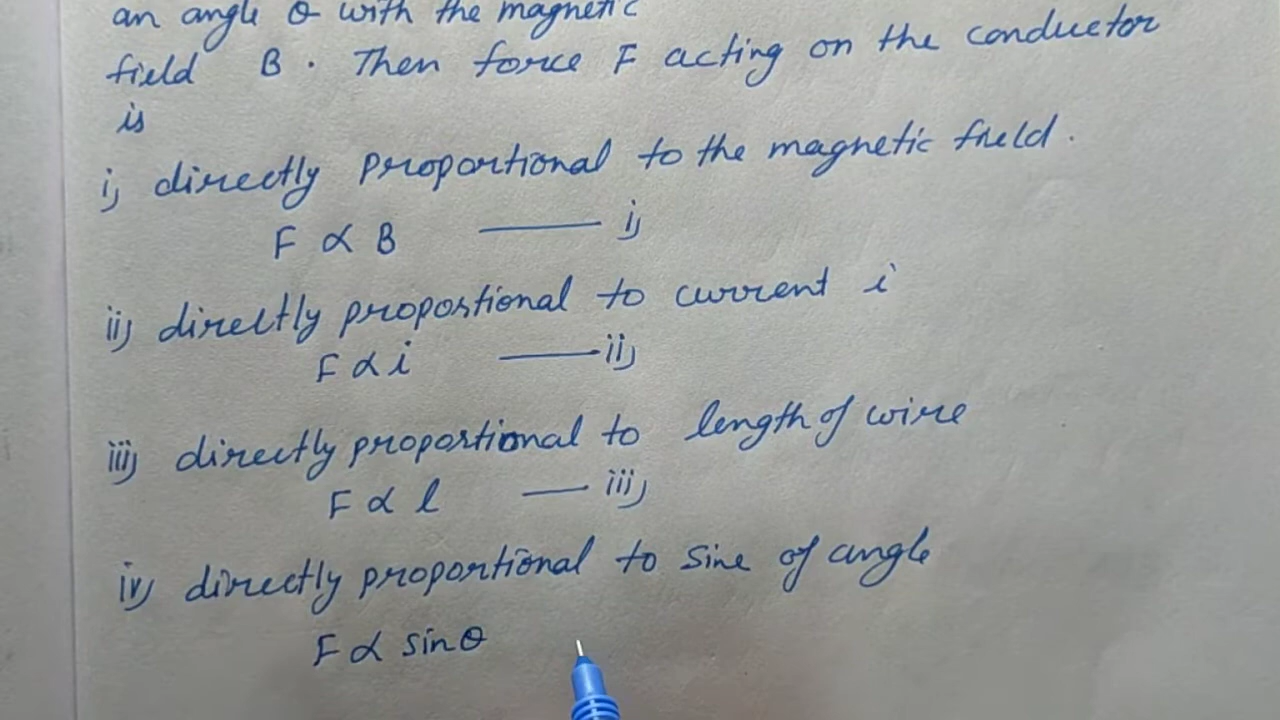 an angle θ with the magnetic
field B. Then force F acting on the conductor
is
i) directly proportional to the magnetic field.
F ∝ B —— i)
ii) directly proportional to current i
F ∝ i —— ii)
iii) directly proportional to length of wire
F ∝ l — iii)
iv) directly proportional to sine of angle
F ∝ sinθ